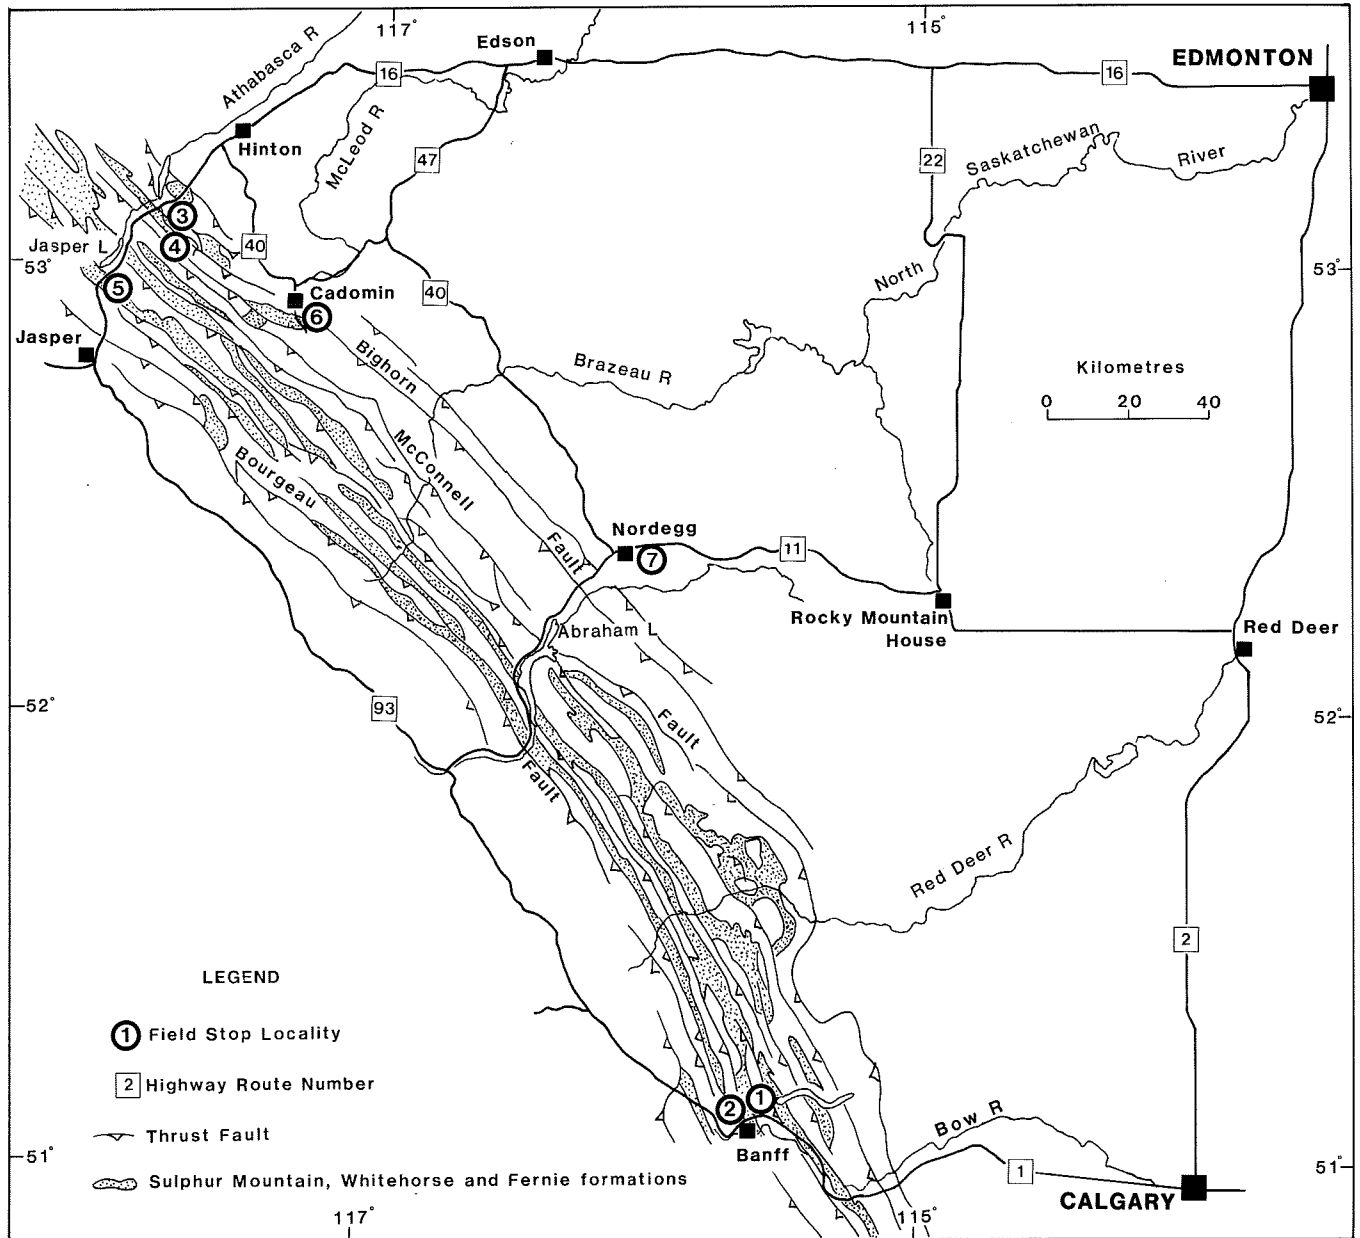 117°
115°
Edson
EDMONTON
16
16
Athabasca R
Hinton
McLeod R
47
22
Saskatchewan
River
3
4
Jasper L
40
53°
53°
5
Cadomin
40
North
6
Jasper
Bighorn
Brazeau R
Kilometres
0 20 40
McConnell
Bourgeau
Nordegg
Fault
7
11
Rocky Mountain
House
Abraham L
Red Deer
52°
93
Fault
52°
Fault
Red Deer R
2
LEGEND
1 Field Stop Locality
2 Highway Route Number
Thrust Fault
Sulphur Mountain, Whitehorse and Fernie formations
2
1
Banff
Bow R
51°
51°
1
CALGARY
117°
115°